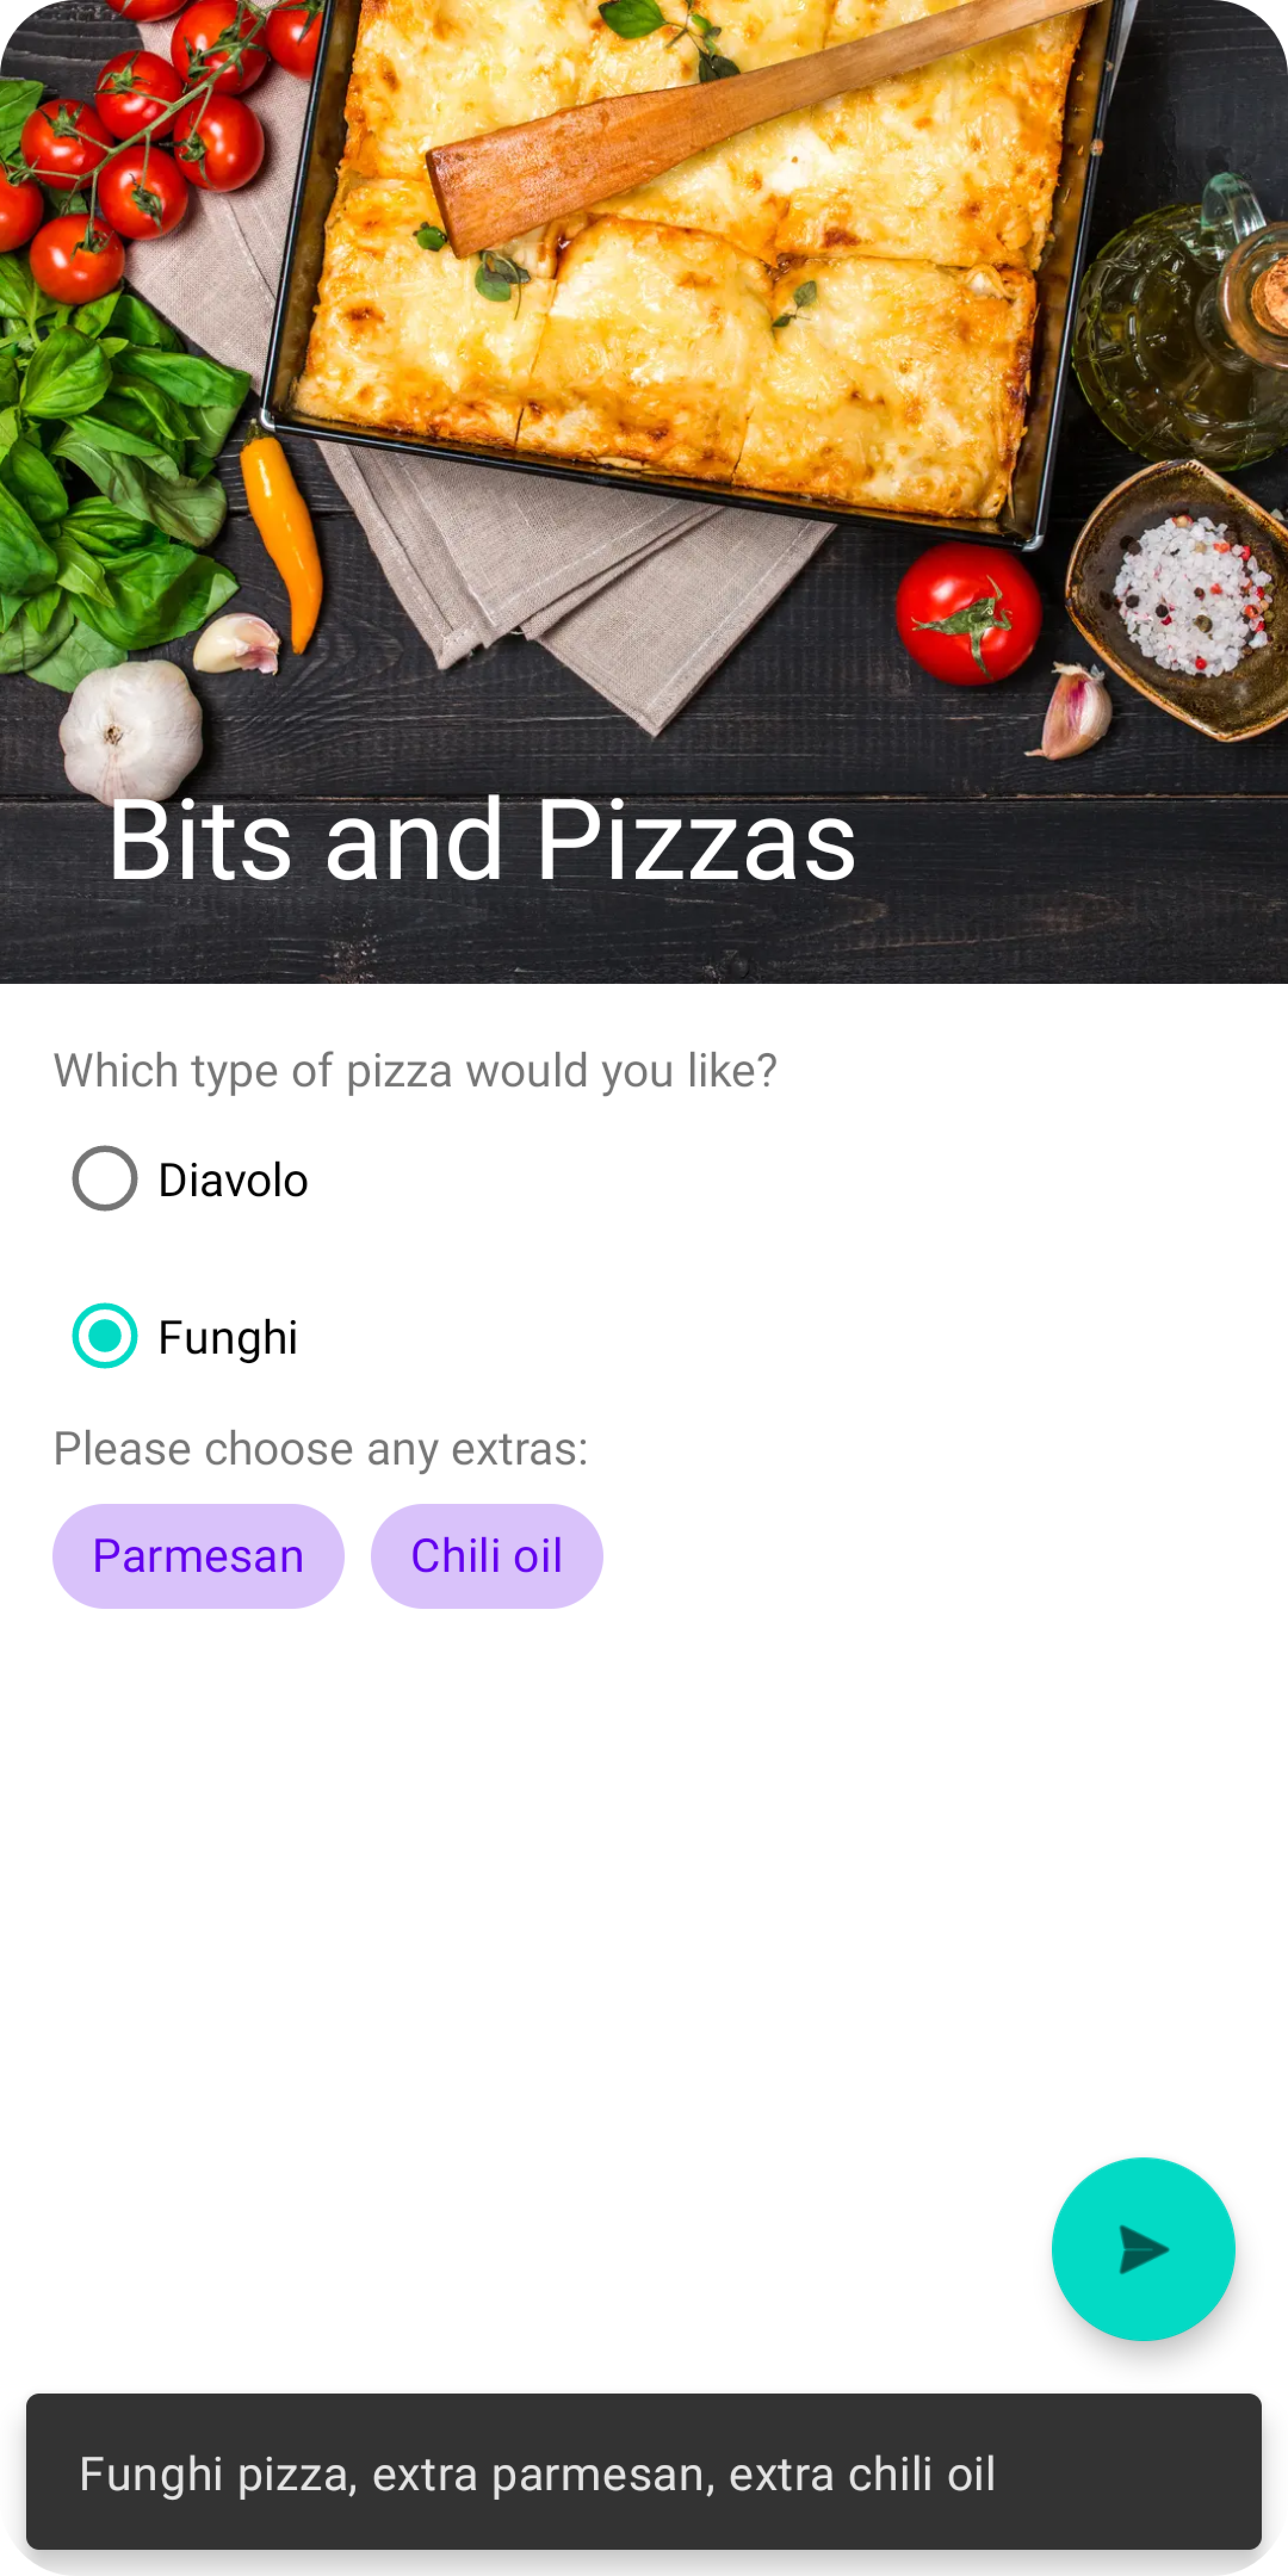 Bits and Pizzas
Which type of pizza would you like?
Diavolo
Funghi
Please choose any extras:
Parmesan
Chili oil
Funghi pizza, extra parmesan, extra chili oil